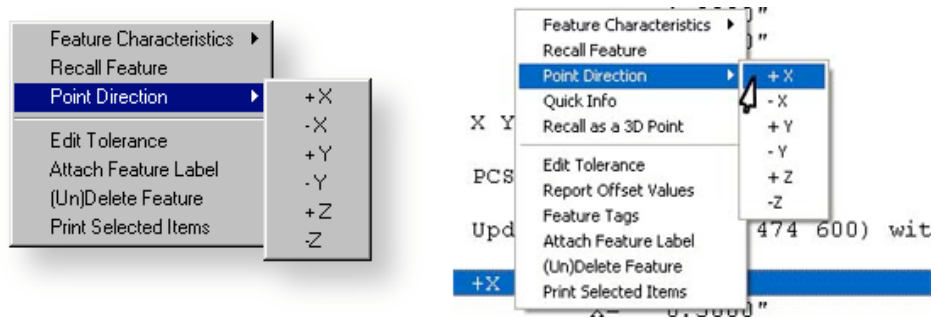 Feature Characteristics
Recall Feature
Point Direction
Edit Tolerance
Attach Feature Label
(Un)Delete Feature
Print Selected Items
+X
-X
+Y
-Y
+Z
-Z
Feature Characteristics
Recall Feature
Point Direction
Quick Info
Recall as a 3D Point
Edit Tolerance
Report Offset Values
Feature Tags
Attach Feature Label
(Un)Delete Feature
Print Selected Items
+ X
- X
+ Y
- Y
+ Z
-Z
X Y
PCS
Upd 474 600) wit
+X